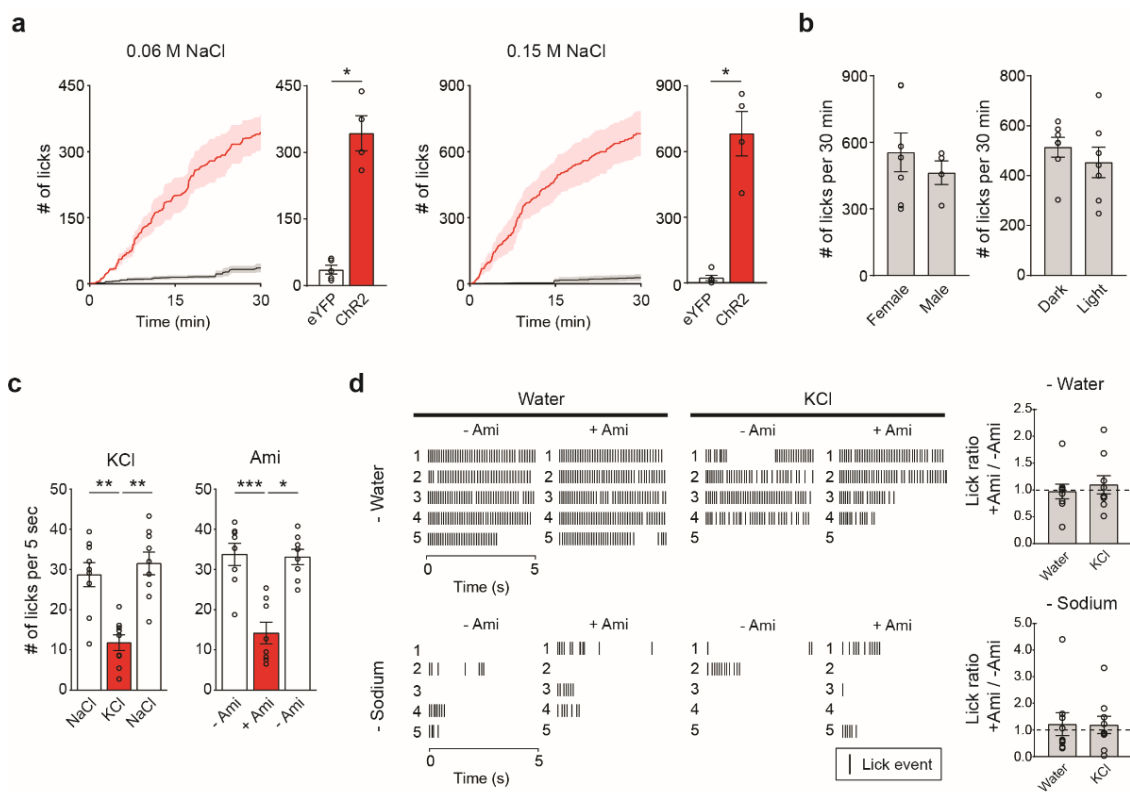 a
0.06 M NaCl
# of licks
450
300
150
0
0
15
30
Time (min)
450
300
150
0
*
eYFP
ChR2
0.15 M NaCl
900
600
300
0
0
15
30
Time (min)
900
600
300
0
*
eYFP
ChR2
b
# of licks per 30 min
900
600
300
0
Female
Male
# of licks per 30 min
800
600
400
200
0
Dark
Light
c
# of licks per 5 sec
KCl
** **
50
40
30
20
10
0
NaCl
KCl
NaCl
Ami
*** *
50
40
30
20
10
0
- Ami
+ Ami
- Ami
d
Water
KCl
- Ami
+ Ami
- Ami
+ Ami
- Water
1
2
3
4
5
1
2
3
4
5
1
2
3
4
5
1
2
3
4
5
0
5
Time (s)
- Sodium
- Ami
+ Ami
- Ami
+ Ami
1
2
3
4
5
1
2
3
4
5
1
2
3
4
5
1
2
3
4
5
0
5
Time (s)
Lick event
- Water
Lick ratio
+Ami / -Ami
2.5
2.0
1.5
1.0
0.5
0.0
Water
KCl
- Sodium
Lick ratio
+Ami / -Ami
5.0
4.0
3.0
2.0
1.0
0.0
Water
KCl